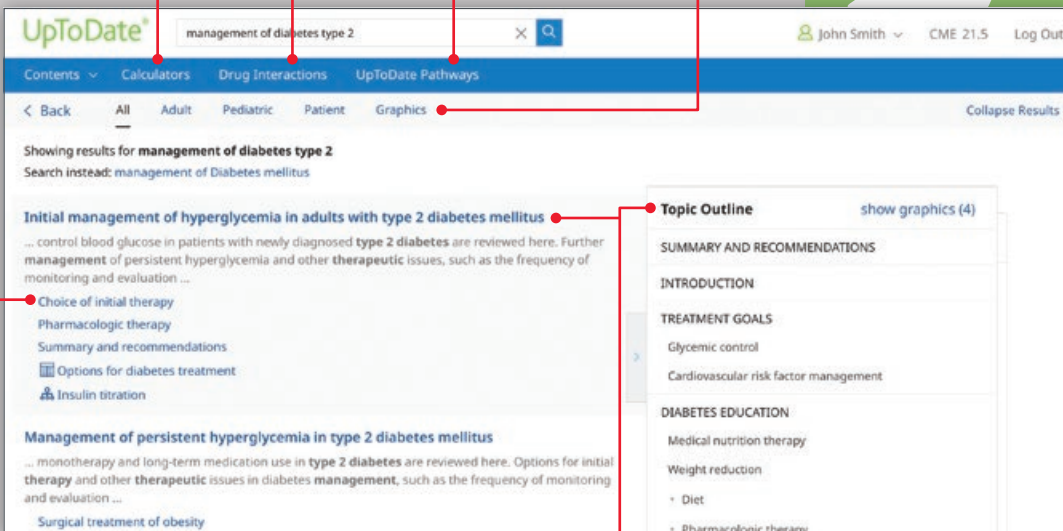 UpToDate®
management of diabetes type 2
John Smith
CME 21.5
Log Out
Contents
Calculators
Drug Interactions
UpToDate Pathways
Back
All
Adult
Pediatric
Patient
Graphics
Collapse Results
Showing results for management of diabetes type 2
Search instead: management of Diabetes mellitus
Initial management of hyperglycemia in adults with type 2 diabetes mellitus
... control blood glucose in patients with newly diagnosed type 2 diabetes are reviewed here. Further
management of persistent hyperglycemia and other therapeutic issues, such as the frequency of
monitoring and evaluation ...
Choice of initial therapy
Pharmacologic therapy
Summary and recommendations
Options for diabetes treatment
Insulin titration
Management of persistent hyperglycemia in type 2 diabetes mellitus
... monotherapy and long-term medication use in type 2 diabetes are reviewed here. Options for initial
therapy and other therapeutic issues in diabetes management, such as the frequency of monitoring
and evaluation ...
Surgical treatment of obesity
Topic Outline
show graphics (4)
SUMMARY AND RECOMMENDATIONS
INTRODUCTION
TREATMENT GOALS
Glycemic control
Cardiovascular risk factor management
DIABETES EDUCATION
Medical nutrition therapy
Weight reduction
• Diet
• Pharmacologic therapy